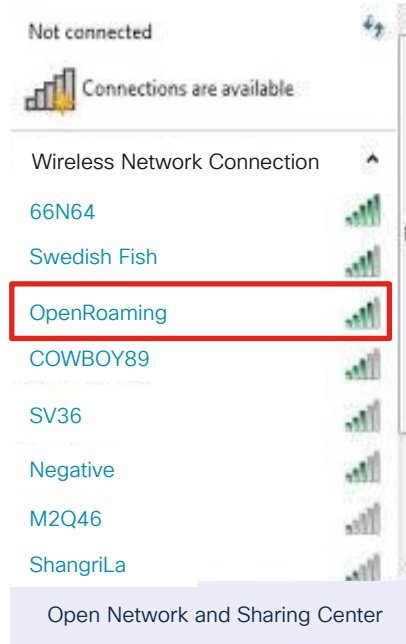 Not connected
Connections are available
Wireless Network Connection
66N64
Swedish Fish
OpenRoaming
COWBOY89
SV36
Negative
M2Q46
ShangriLa
Open Network and Sharing Center